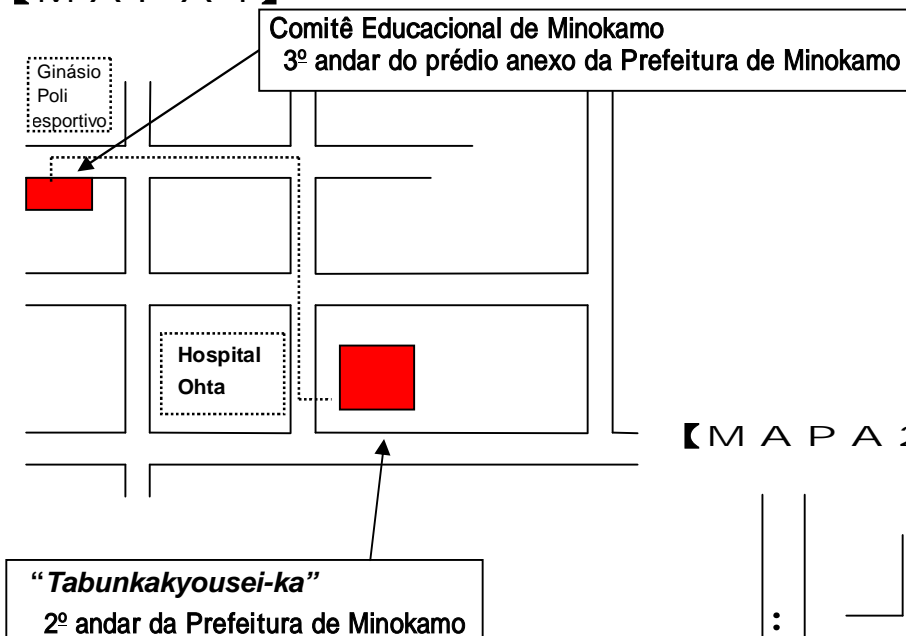 Comitê Educacional de Minokamo
3º andar do prédio anexo da Prefeitura de Minokamo
Ginásio
Poli
esportivo
Hospital
Ohta
【MAPA2
“Tabunkakyousei-ka”
2º andar da Prefeitura de Minokamo